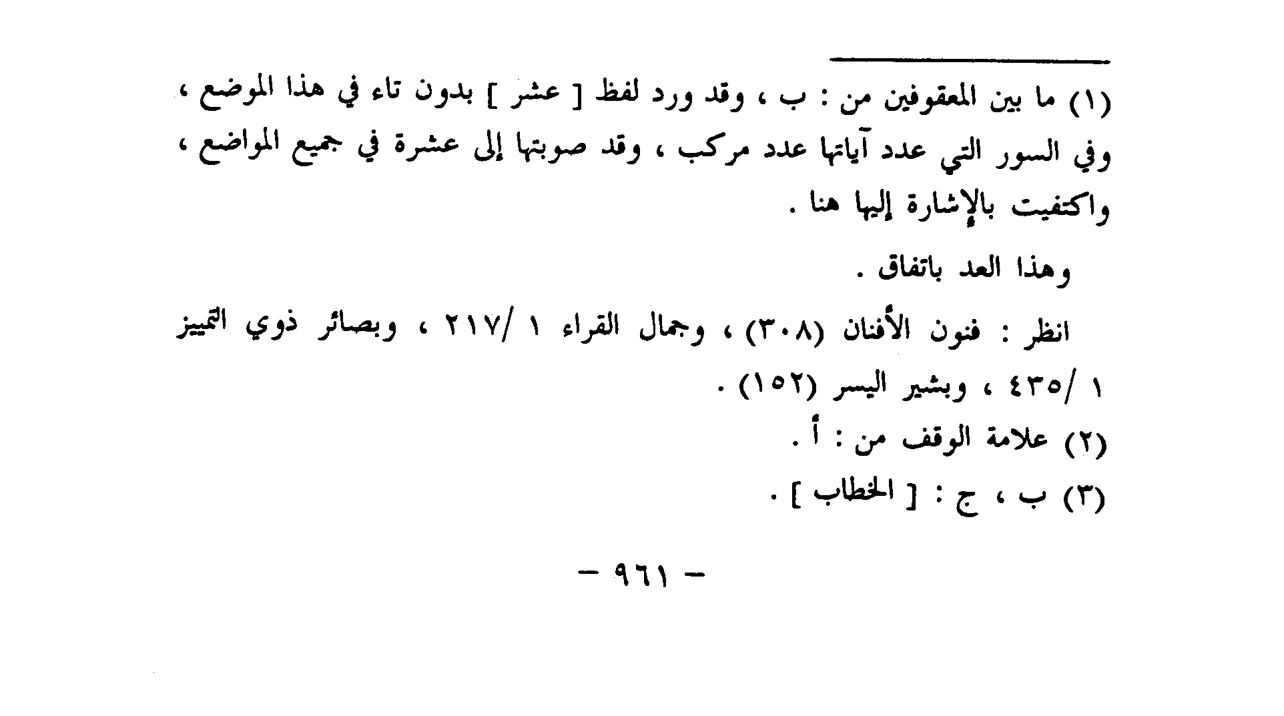 (١) ما بين المعقوفين من : ب ، وقد ورد لفظ [ عشر ] بدون تاء في هذا الموضع ،
وفي السور التي عدد آياتها عدد مركب ، وقد صوبتها إلى عشرة في جميع المواضع ،
واكتفيت بالإشارة إليها هنا .
وهذا العد باتفاق .
انظر : فنون الأفنان (٣٠٨) ، وجمال القراء ١ /٢١٧ ، وبصائر ذوي التمييز
١ /٤٣٥ ، وبشير اليسر (١٥٢) .
(٢) علامة الوقف من : أ .
(٣) ب ، ج : [ الخطاب ] .
- ٩٦١ -